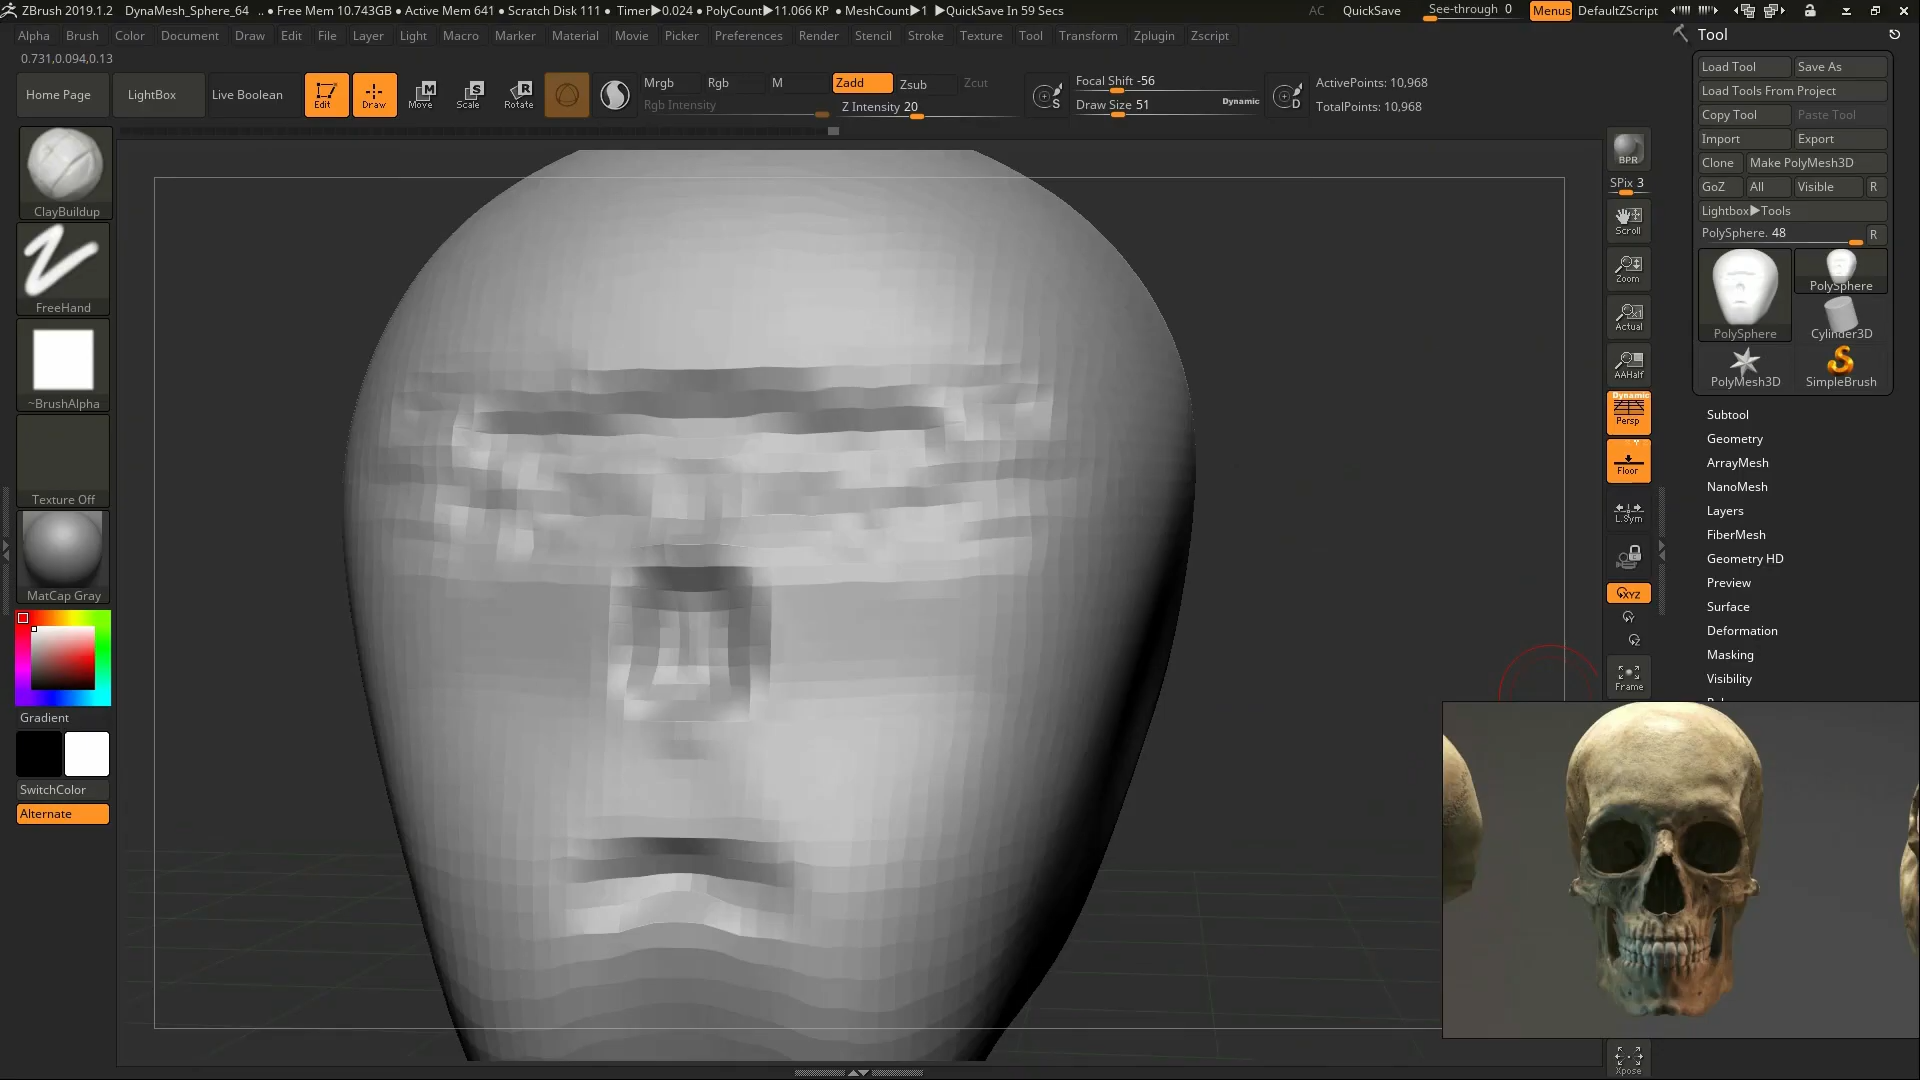 ZBrush 2019.1.2 DynaMesh_Sphere_64 .. ● Free Mem 10.743GB ● Active Mem 641 ● Scratch Disk 111 ● Timer▶0.024 ● PolyCount▶11.066 KP ● MeshCount▶1 ▶QuickSave In 59 Secs AC QuickSave See-through 0 Menus DefaultZScript
Alpha Brush Color Document Draw Edit File Layer Light Macro Marker Material Movie Picker Preferences Render Stencil Stroke Texture Tool Transform Zplugin Zscript
Tool
0.731,0.094,0.13
Home Page LightBox Live Boolean Edit Draw Move Scale Rotate
M S R
Mrgb Rgb M Zadd Zsub Zcut
Rgb Intensity Z Intensity 20
S Focal Shift -56
Draw Size 51 Dynamic
D ActivePoints: 10,968
TotalPoints: 10,968
Load Tool Save As
Load Tools From Project
Copy Tool Paste Tool
Import Export
Clone Make PolyMesh3D
GoZ All Visible R
Lightbox▶Tools
PolySphere. 48 R
PolySphere PolySphere
Cylinder3D
PolyMesh3D SimpleBrush
Subtool
Geometry
ArrayMesh
NanoMesh
Layers
FiberMesh
Geometry HD
Preview
Surface
Deformation
Masking
Visibility
ClayBuildup
FreeHand
~BrushAlpha
Texture Off
MatCap Gray
Gradient
SwitchColor
Alternate
BPR
SPix 3
Scroll
Zoom
Actual
AAHalf
Dynamic
Persp
Floor
L.Sym
XYZ
Y
Z
Frame
Xpose